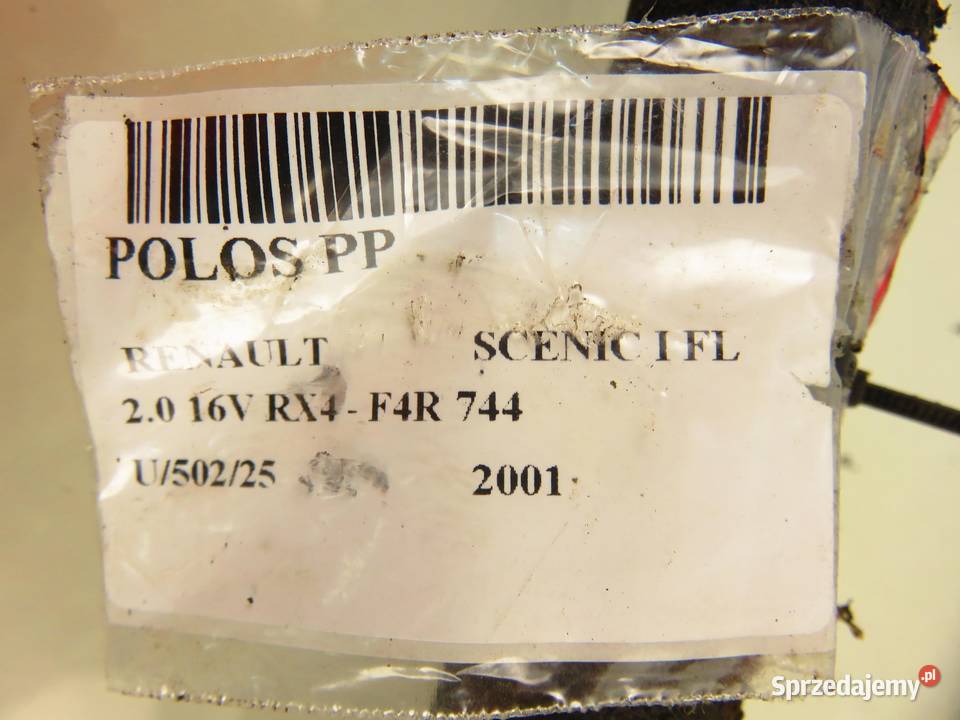 POLOS PP
RENAULT SCENIC I FL
2.0 16V RX4 - F4R 744
U/502/25 2001
Sprzedajemy.pl